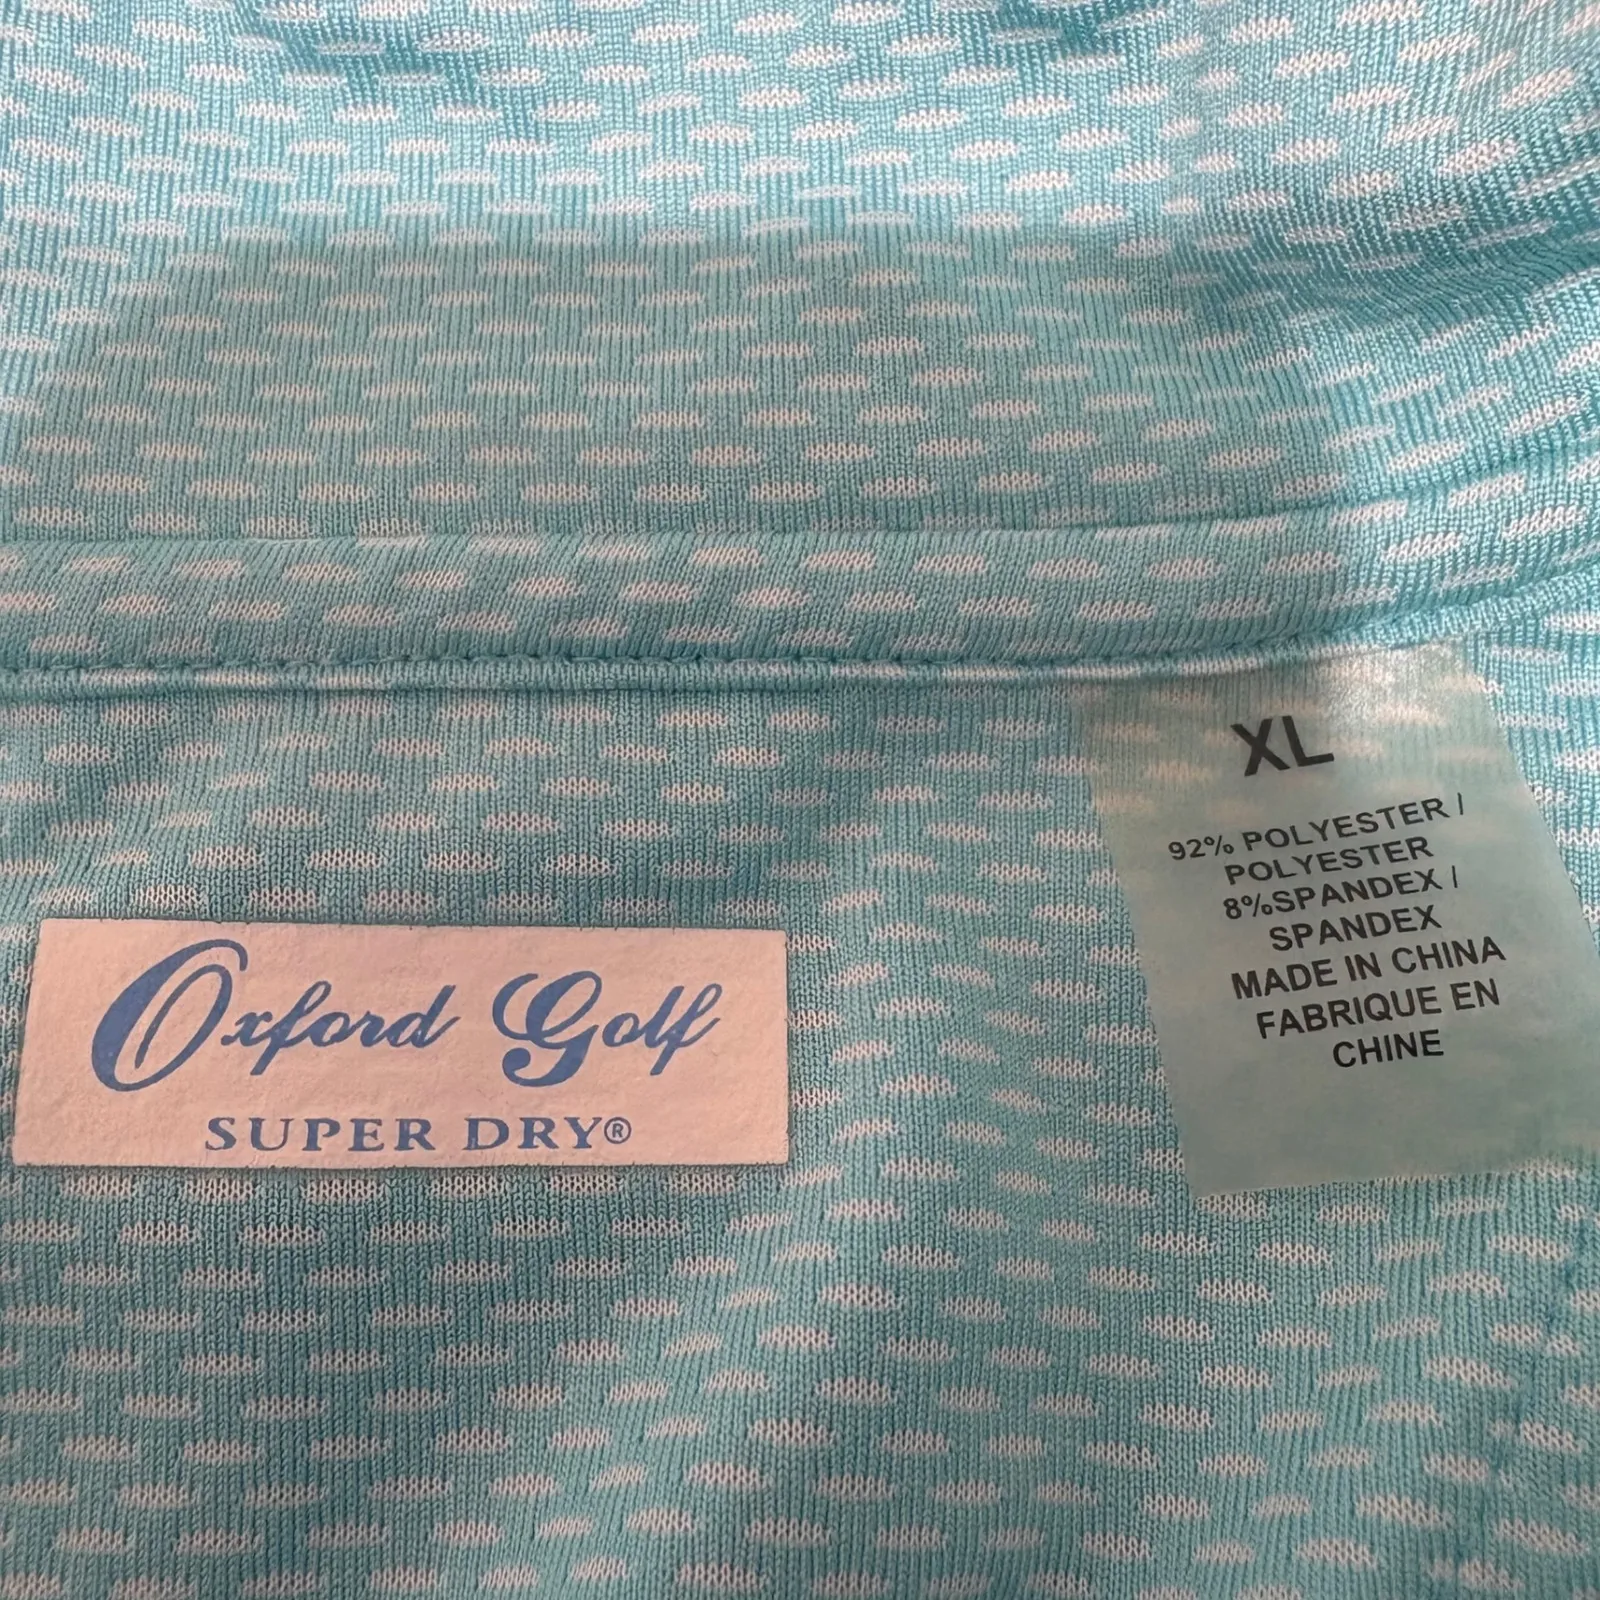 Oxford Golf
SUPER DRY®
XL
92% POLYESTER /
POLYESTER
8%SPANDEX /
SPANDEX
MADE IN CHINA
FABRIQUE EN
CHINE